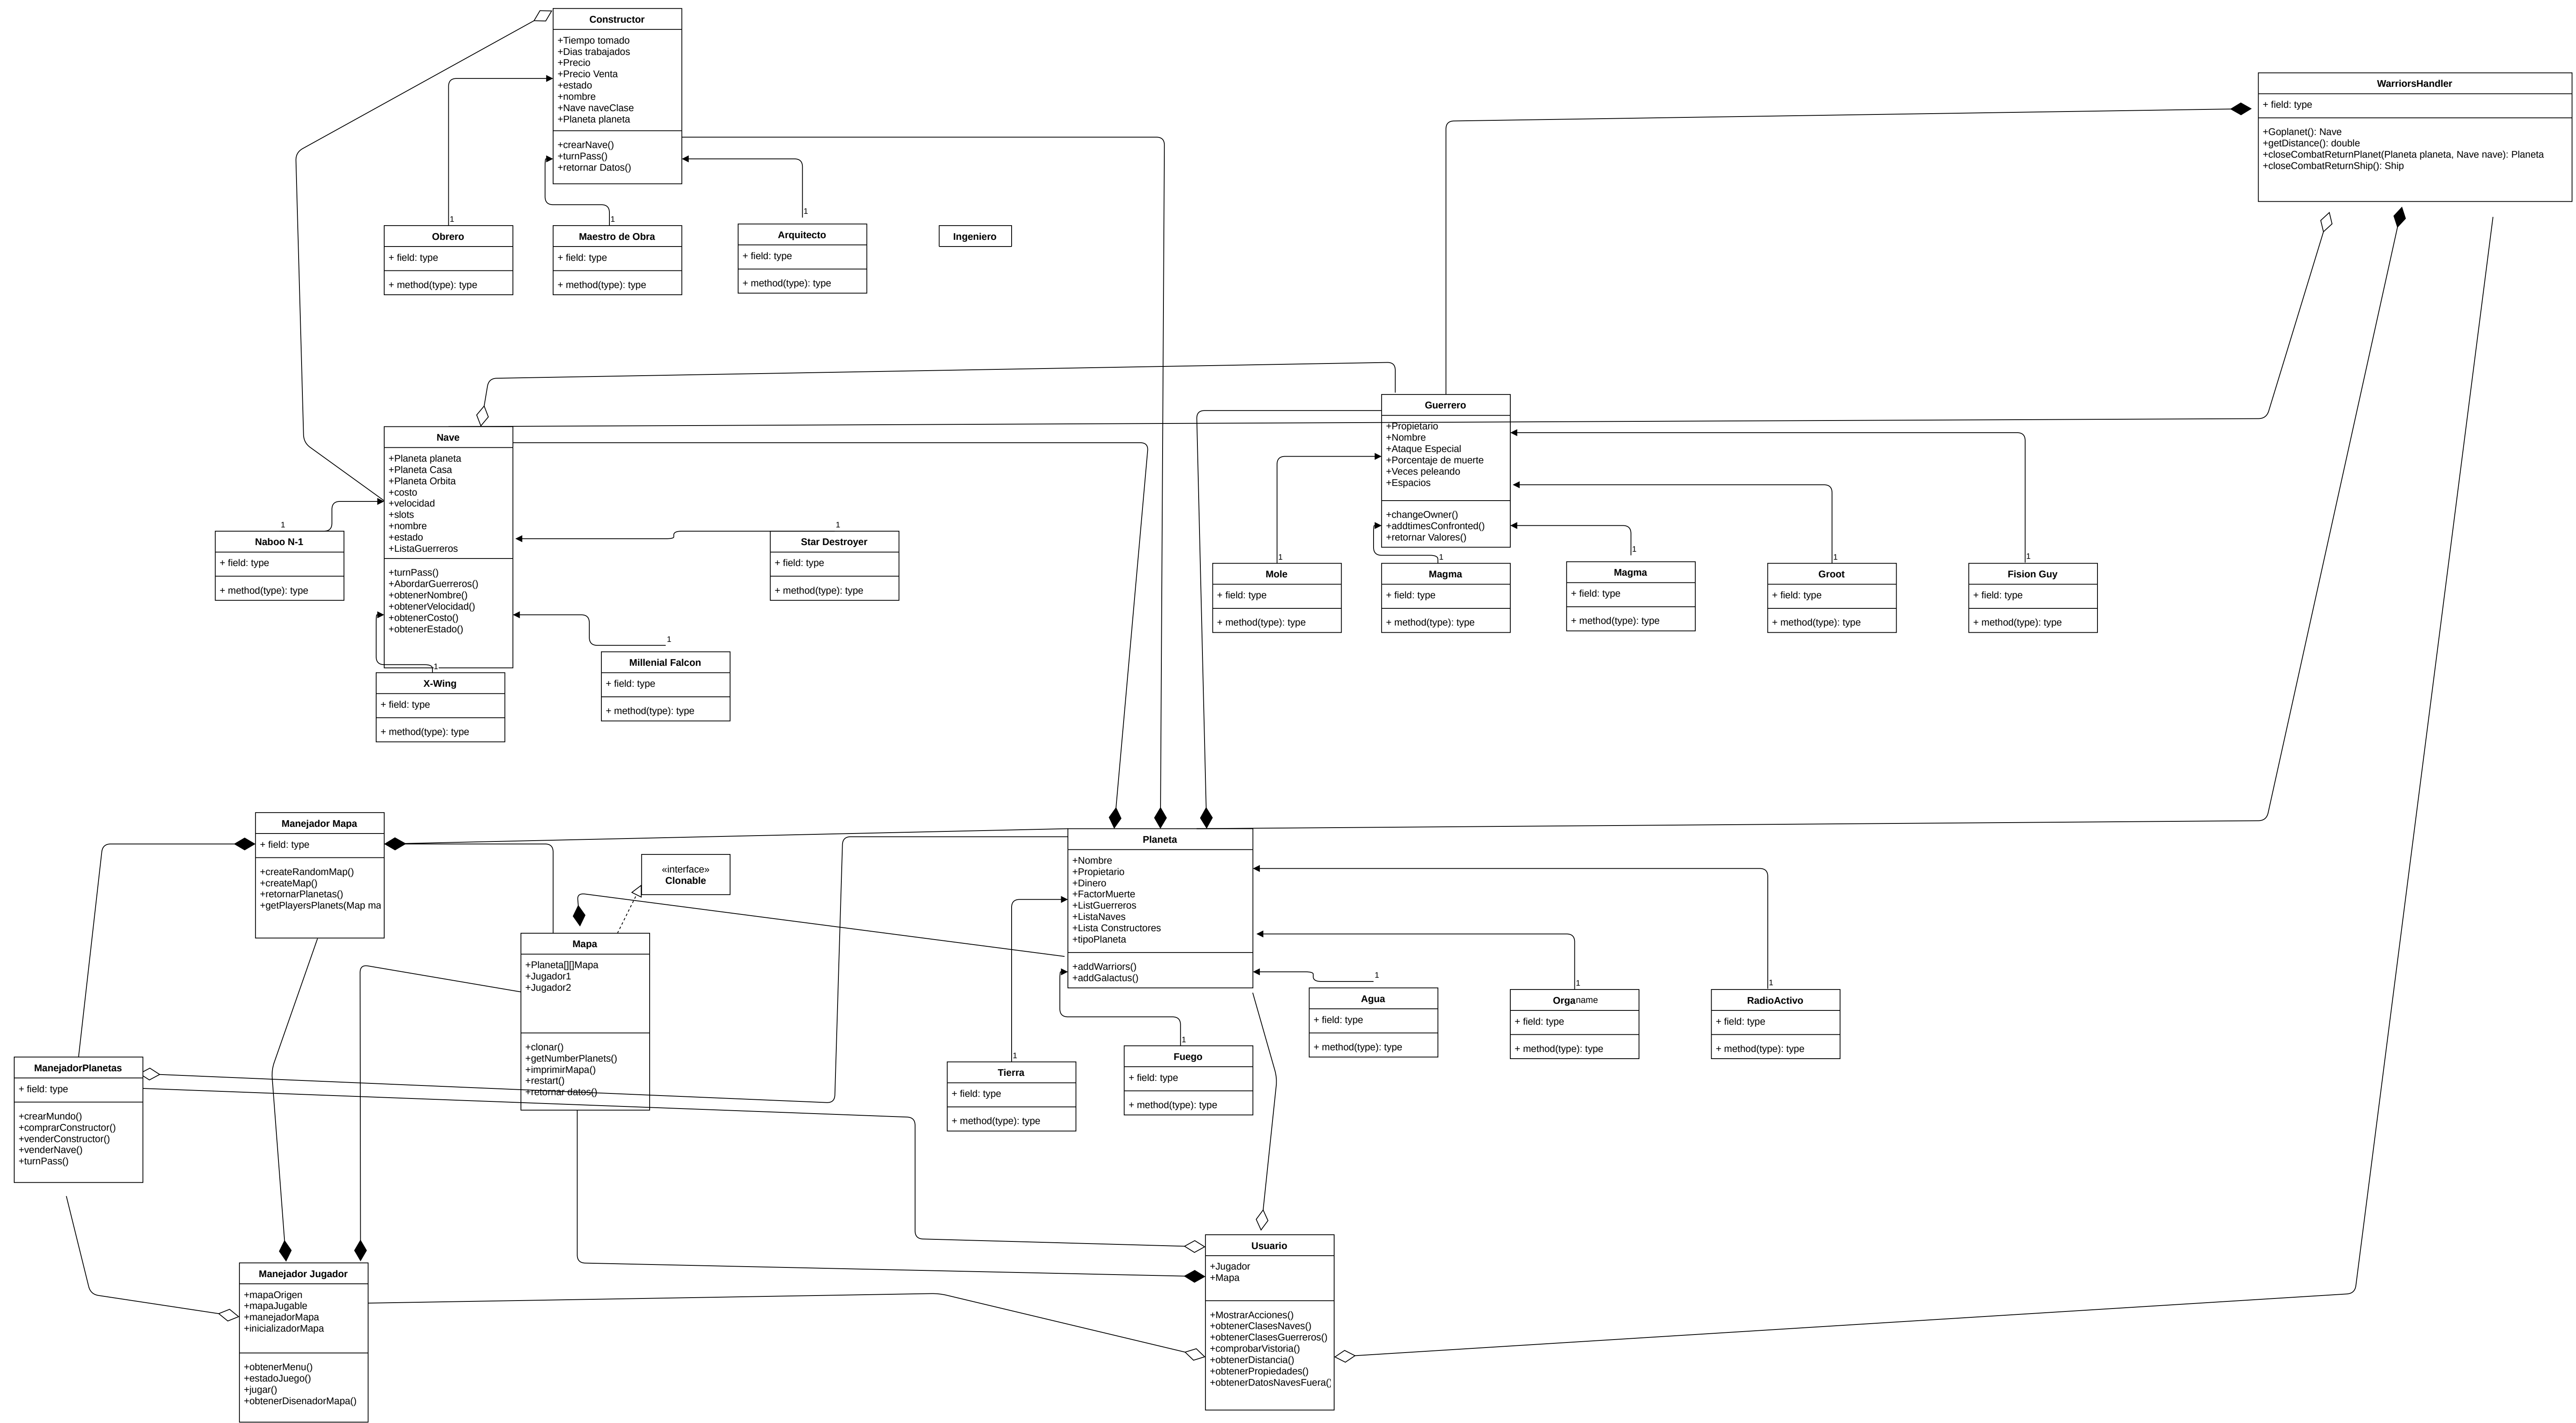 Constructor
+Tiempo tomado
+Dias trabajados
+Precio
+Precio Venta
+estado
+nombre
+Nave naveClase
+Planeta planeta
+crearNave()
+turnPass()
+retornar Datos()
WarriorsHandler
+ field: type
+Goplanet(): Nave
+getDistance(): double
+closeCombatReturnPlanet(Planeta planeta, Nave nave): Planeta
+closeCombatReturnShip(): Ship
1
Obrero
+ field: type
+ method(type): type
1
Maestro de Obra
+ field: type
+ method(type): type
1
Arquitecto
+ field: type
+ method(type): type
Ingeniero
Guerrero
+Propietario
+Nombre
+Ataque Especial
+Porcentaje de muerte
+Veces peleando
+Espacios
+changeOwner()
+addtimesConfronted()
+retornar Valores()
Nave
+Planeta planeta
+Planeta Casa
+Planeta Orbita
+costo
+velocidad
+slots
+nombre
+estado
+ListaGuerreros
+turnPass()
+AbordarGuerreros()
+obtenerNombre()
+obtenerVelocidad()
+obtenerCosto()
+obtenerEstado()
1
Naboo N-1
+ field: type
+ method(type): type
1
Star Destroyer
+ field: type
+ method(type): type
1
Millenial Falcon
+ field: type
+ method(type): type
1
X-Wing
+ field: type
+ method(type): type
1
Mole
+ field: type
+ method(type): type
1
Magma
+ field: type
+ method(type): type
1
Magma
+ field: type
+ method(type): type
1
Groot
+ field: type
+ method(type): type
1
Fision Guy
+ field: type
+ method(type): type
Manejador Mapa
+ field: type
+createRandomMap()
+createMap()
+retornarPlanetas()
+getPlayersPlanets(Map ma
«interface»
Clonable
Mapa
+Planeta[][]Mapa
+Jugador1
+Jugador2
+clonar()
+getNumberPlanets()
+imprimirMapa()
+restart()
+retornar datos()
Planeta
+Nombre
+Propietario
+Dinero
+FactorMuerte
+ListGuerreros
+ListaNaves
+Lista Constructores
+tipoPlaneta
+addWarriors()
+addGalactus()
1
Tierra
+ field: type
+ method(type): type
1
Fuego
+ field: type
+ method(type): type
1
Agua
+ field: type
+ method(type): type
1
Organame
+ field: type
+ method(type): type
1
RadioActivo
+ field: type
+ method(type): type
ManejadorPlanetas
+ field: type
+crearMundo()
+comprarConstructor()
+venderConstructor()
+venderNave()
+turnPass()
Manejador Jugador
+mapaOrigen
+mapaJugable
+manejadorMapa
+inicializadorMapa
+obtenerMenu()
+estadoJuego()
+jugar()
+obtenerDisenadorMapa()
Usuario
+Jugador
+Mapa
+MostrarAcciones()
+obtenerClasesNaves()
+obtenerClasesGuerreros()
+comprobarVistoria()
+obtenerDistancia()
+obtenerPropiedades()
+obtenerDatosNavesFuera()